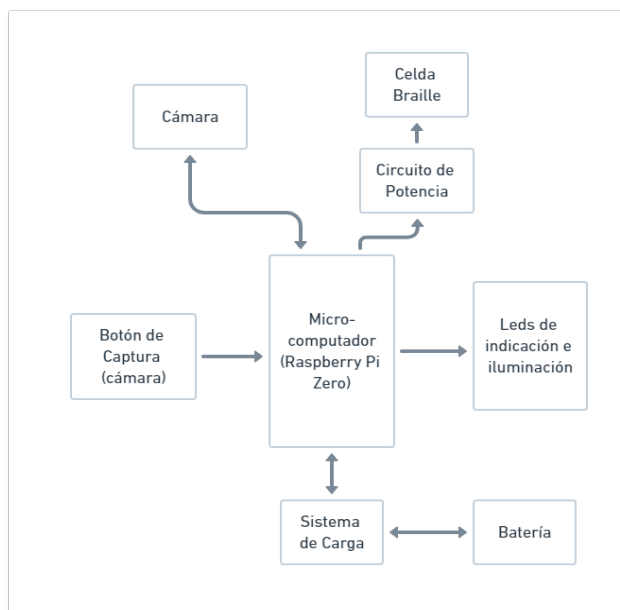 Celda
Braille
Cámara
Circuito de
Potencia
Micro-
computador
(Raspberry Pi
Zero)
Botón de
Captura
(cámara)
Leds de
indicación e
iluminación
Sistema
de Carga
Batería